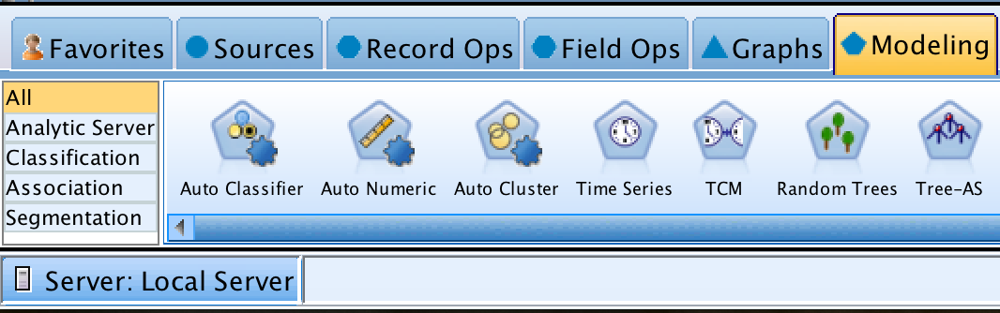 Favorites Sources Record Ops Field Ops Graphs Modeling
All
Analytic Server
Classification
Association
Segmentation
Auto Classifier Auto Numeric Auto Cluster Time Series TCM Random Trees Tree-AS
Server: Local Server